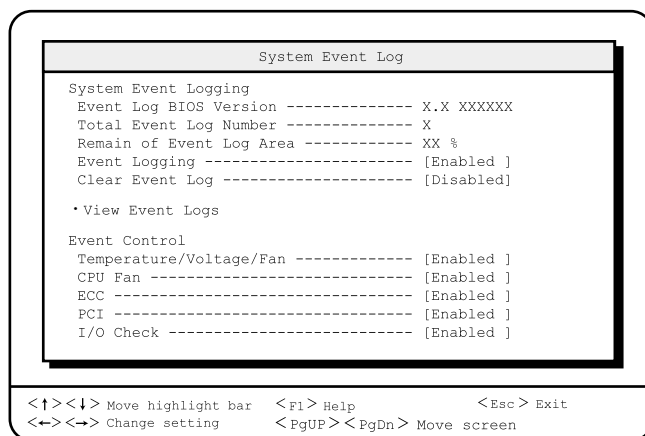 System Event Log
System Event Logging
Event Log BIOS Version -------------- X.X XXXXXX
Total Event Log Number -------------- X
Remain of Event Log Area ------------ XX %
Event Logging ----------------------- [Enabled ]
Clear Event Log --------------------- [Disabled]
・View Event Logs
Event Control
Temperature/Voltage/Fan ------------- [Enabled ]
CPU Fan ----------------------------- [Enabled ]
ECC --------------------------------- [Enabled ]
PCI --------------------------------- [Enabled ]
I/O Check --------------------------- [Enabled ]
<↑><↓> Move highlight bar <F1> Help <Esc> Exit
<←><→> Change setting <PgUP><PgDn> Move screen